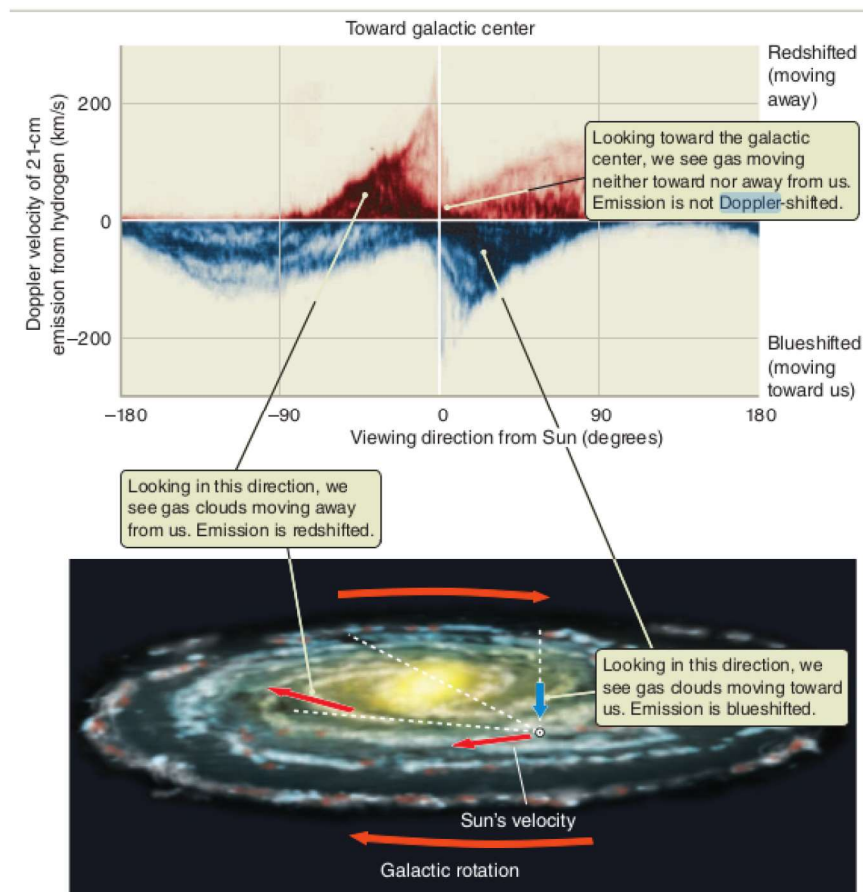 Toward galactic center
Doppler velocity of 21-cm
emission from hydrogen (km/s)
200
0
–200
Redshifted
(moving
away)
Looking toward the galactic
center, we see gas moving
neither toward nor away from us.
Emission is not Doppler-shifted.
Blueshifted
(moving
toward us)
–180
–90
0
90
180
Viewing direction from Sun (degrees)
Looking in this direction, we
see gas clouds moving away
from us. Emission is redshifted.
Looking in this direction, we
see gas clouds moving toward
us. Emission is blueshifted.
Sun's velocity
Galactic rotation